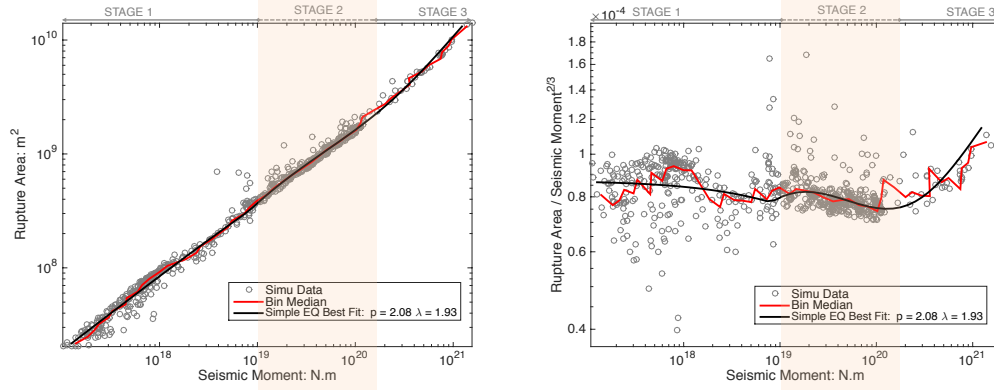 STAGE 1 STAGE 2 STAGE 3
10^10
10^9
10^8
Rupture Area: m^2
Simu Data
Bin Median
Simple EQ Best Fit: p = 2.08 λ = 1.93
10^18 10^19 10^20 10^21
Seismic Moment: N.m
STAGE 1 STAGE 2 STAGE 3
×10^-4
1.8
1.4
1.2
1.0
0.8
0.6
0.4
Rupture Area / Seismic Moment^2/3
Simu Data
Bin Median
Simple EQ Best Fit: p = 2.08 λ = 1.93
10^18 10^19 10^20 10^21
Seismic Moment: N.m